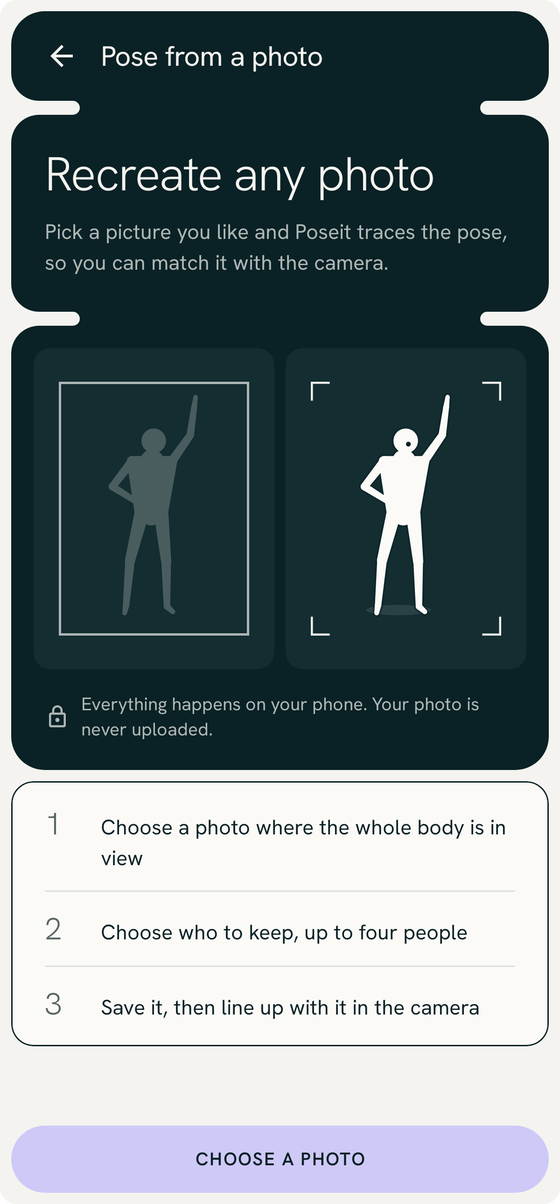 Pose from a photo
Recreate any photo
Pick a picture you like and Poseit traces the pose,
so you can match it with the camera.
Everything happens on your phone. Your photo is
never uploaded.
1 Choose a photo where the whole body is in
view
2 Choose who to keep, up to four people
3 Save it, then line up with it in the camera
CHOOSE A PHOTO